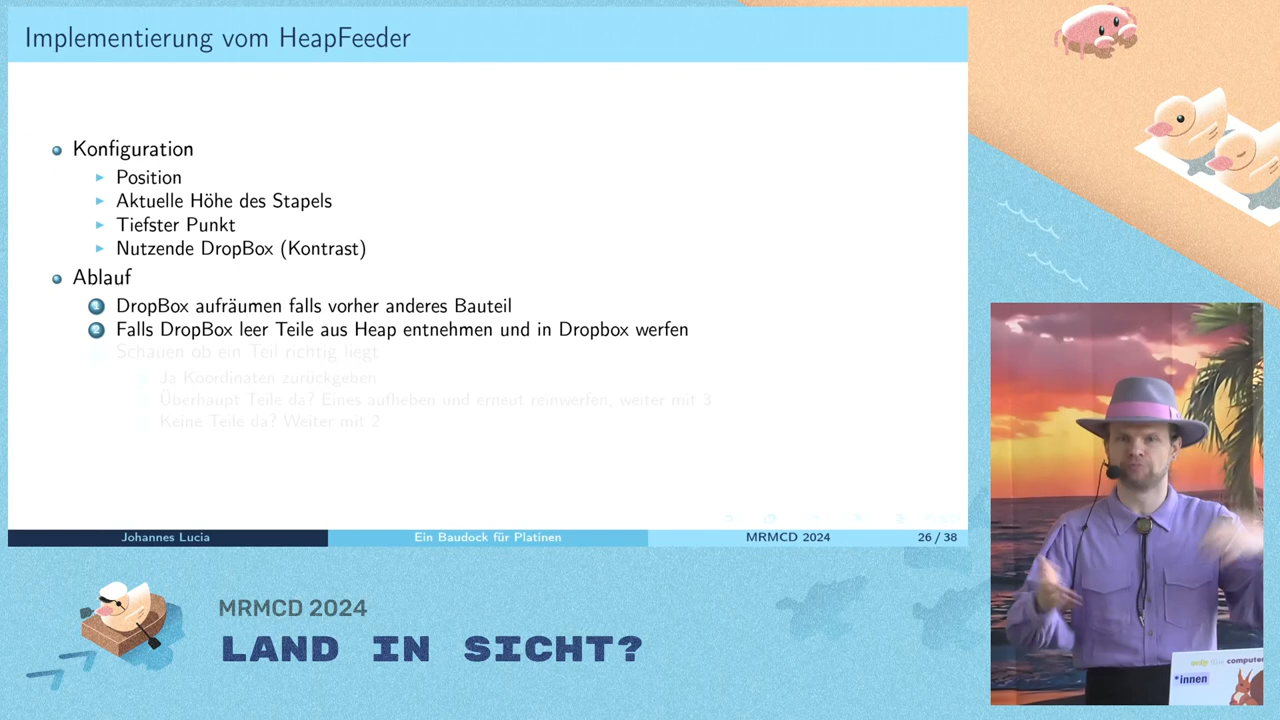 Implementierung vom HeapFeeder
Konfiguration
Position
Aktuelle Höhe des Stapels
Tiefster Punkt
Nutzende DropBox (Kontrast)
Ablauf
1 DropBox aufräumen falls vorher anderes Bauteil
2 Falls DropBox leer Teile aus Heap entnehmen und in Dropbox werfen
Schauen ob ein Teil richtig liegt
Ja Koordinaten zurückgeben
Überhaupt Teile da? Eines aufheben und erneut reinwerfen, weiter mit 3
Keine Teile da? Weiter mit 2
Johannes Lucia
Ein Baudock für Platinen
MRMCD 2024
26 / 38
MRMCD 2024
LAND IN SICHT?
computer
*innen